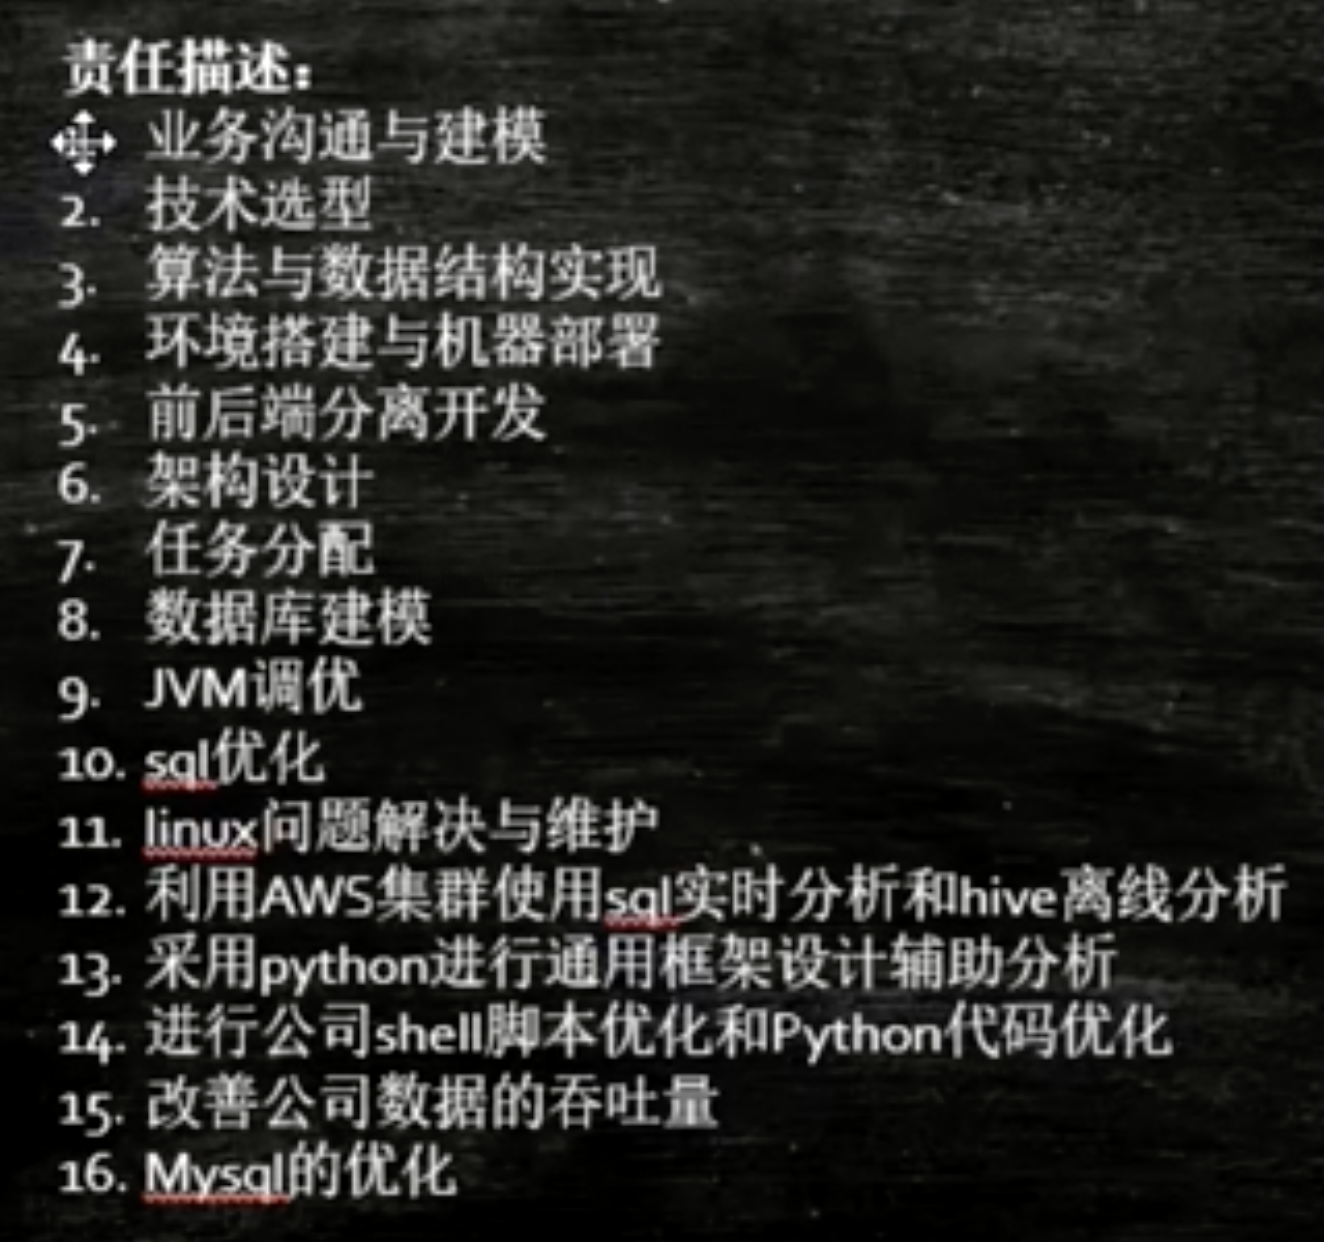 责任描述：
业务沟通与建模
2. 技术选型
3. 算法与数据结构实现
4. 环境搭建与机器部署
5. 前后端分离开发
6. 架构设计
7. 任务分配
8. 数据库建模
9. JVM调优
10. sql优化
11. linux问题解决与维护
12. 利用AWS集群使用sql实时分析和hive离线分析
13. 采用python进行通用框架设计辅助分析
14. 进行公司shell脚本优化和Python代码优化
15. 改善公司数据的吞吐量
16. Mysql的优化